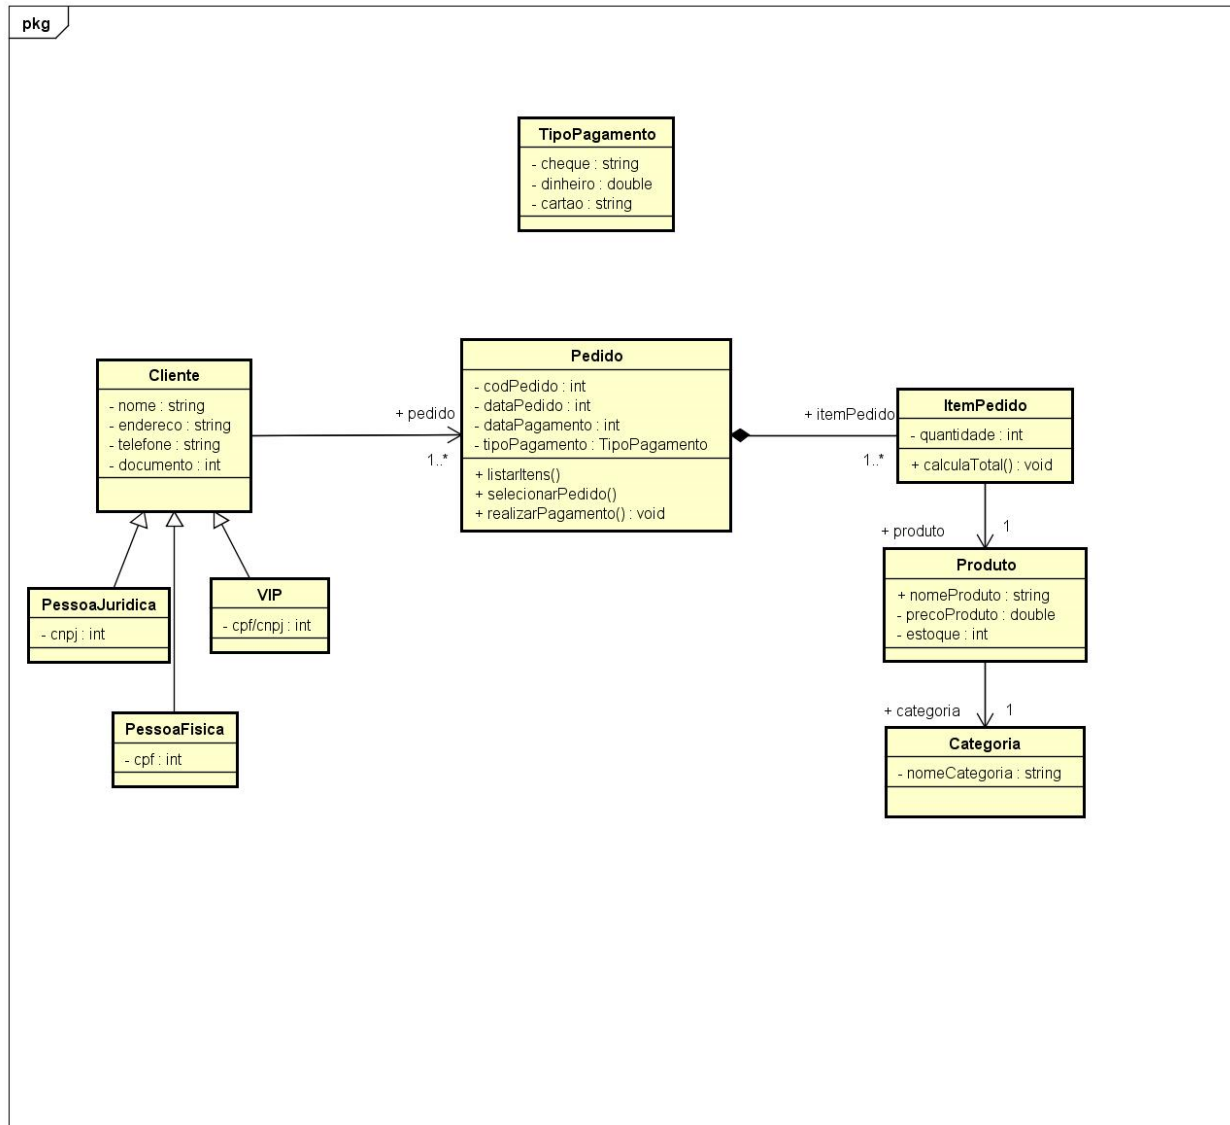 pkg
TipoPagamento
- cheque : string
- dinheiro : double
- cartao : string
Cliente
- nome : string
- endereco : string
- telefone : string
- documento : int
+ pedido
1..*
Pedido
- codPedido : int
- dataPedido : int
- dataPagamento : int
- tipoPagamento : TipoPagamento
+ listarItens()
+ selecionarPedido()
+ realizarPagamento() : void
+ itemPedido
1..*
ItemPedido
- quantidade : int
+ calculaTotal() : void
+ produto
1
Produto
+ nomeProduto : string
- precoProduto : double
- estoque : int
+ categoria
1
Categoria
- nomeCategoria : string
PessoaJuridica
- cnpj : int
VIP
- cpf/cnpj : int
PessoaFisica
- cpf : int